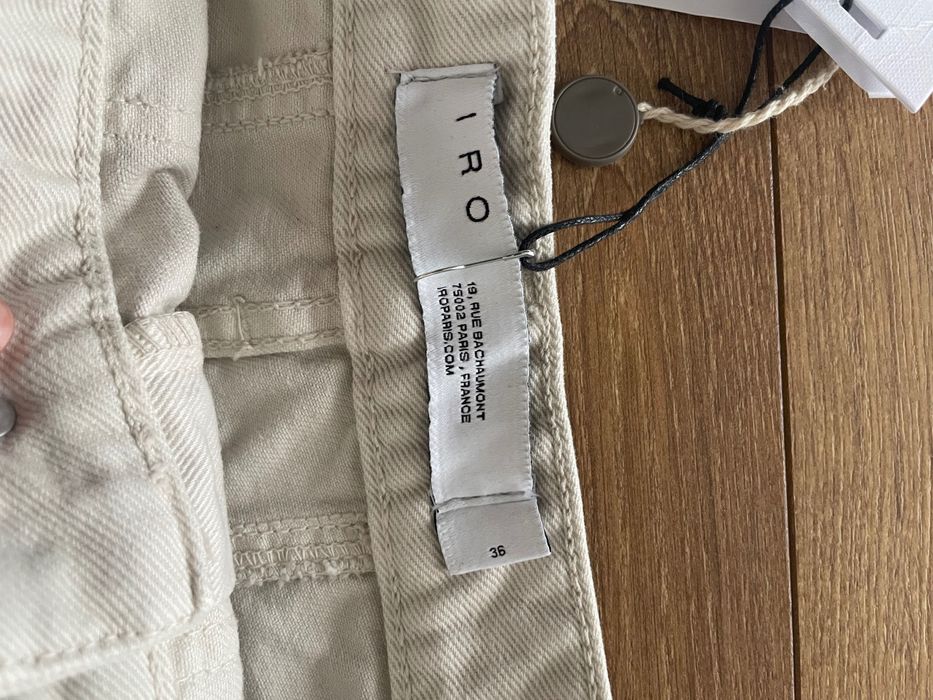 IRO
19, RUE BACHAUMONT
75002 PARIS, FRANCE
IROPARIS.COM
36